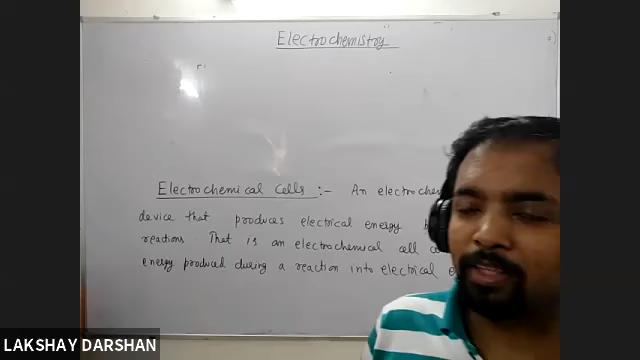 Electrochemistry
Electrochemical Cells :- An electroche
device that produces electrical energy b
reactions That is an electrochemical cell co
energy produced during a reaction into electrical e
LAKSHAY DARSHAN